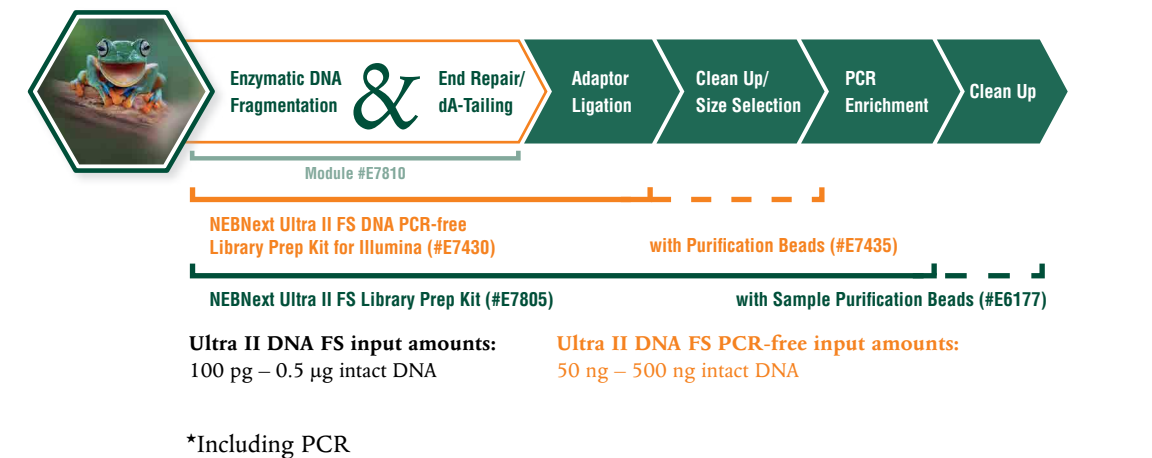 Enzymatic DNA
Fragmentation
&
End Repair/
dA-Tailing
Adaptor
Ligation
Clean Up/
Size Selection
PCR
Enrichment
Clean Up
Module #E7810
NEBNext Ultra II FS DNA PCR-free
Library Prep Kit for Illumina (#E7430)
with Purification Beads (#E7435)
NEBNext Ultra II FS Library Prep Kit (#E7805)
with Sample Purification Beads (#E6177)
Ultra II DNA FS input amounts:
100 pg – 0.5 µg intact DNA
Ultra II DNA FS PCR-free input amounts:
50 ng – 500 ng intact DNA
★Including PCR